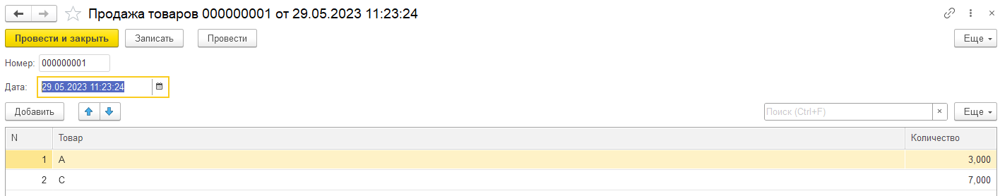 Продажа товаров 000000001 от 29.05.2023 11:23:24
Провести и закрыть Записать Провести Еще
Номер: 000000001
Дата: 29.05.2023 11:23:24
Добавить Поиск (Ctrl+F) × Еще
N Товар Количество
1 А 3,000
2 С 7,000